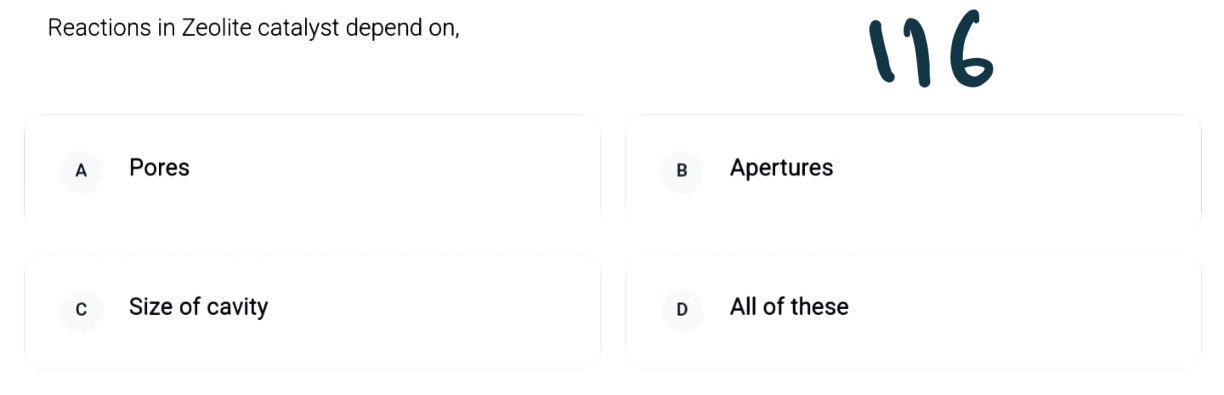 Reactions in Zeolite catalyst depend on,
116
A Pores
B Apertures
C Size of cavity
D All of these